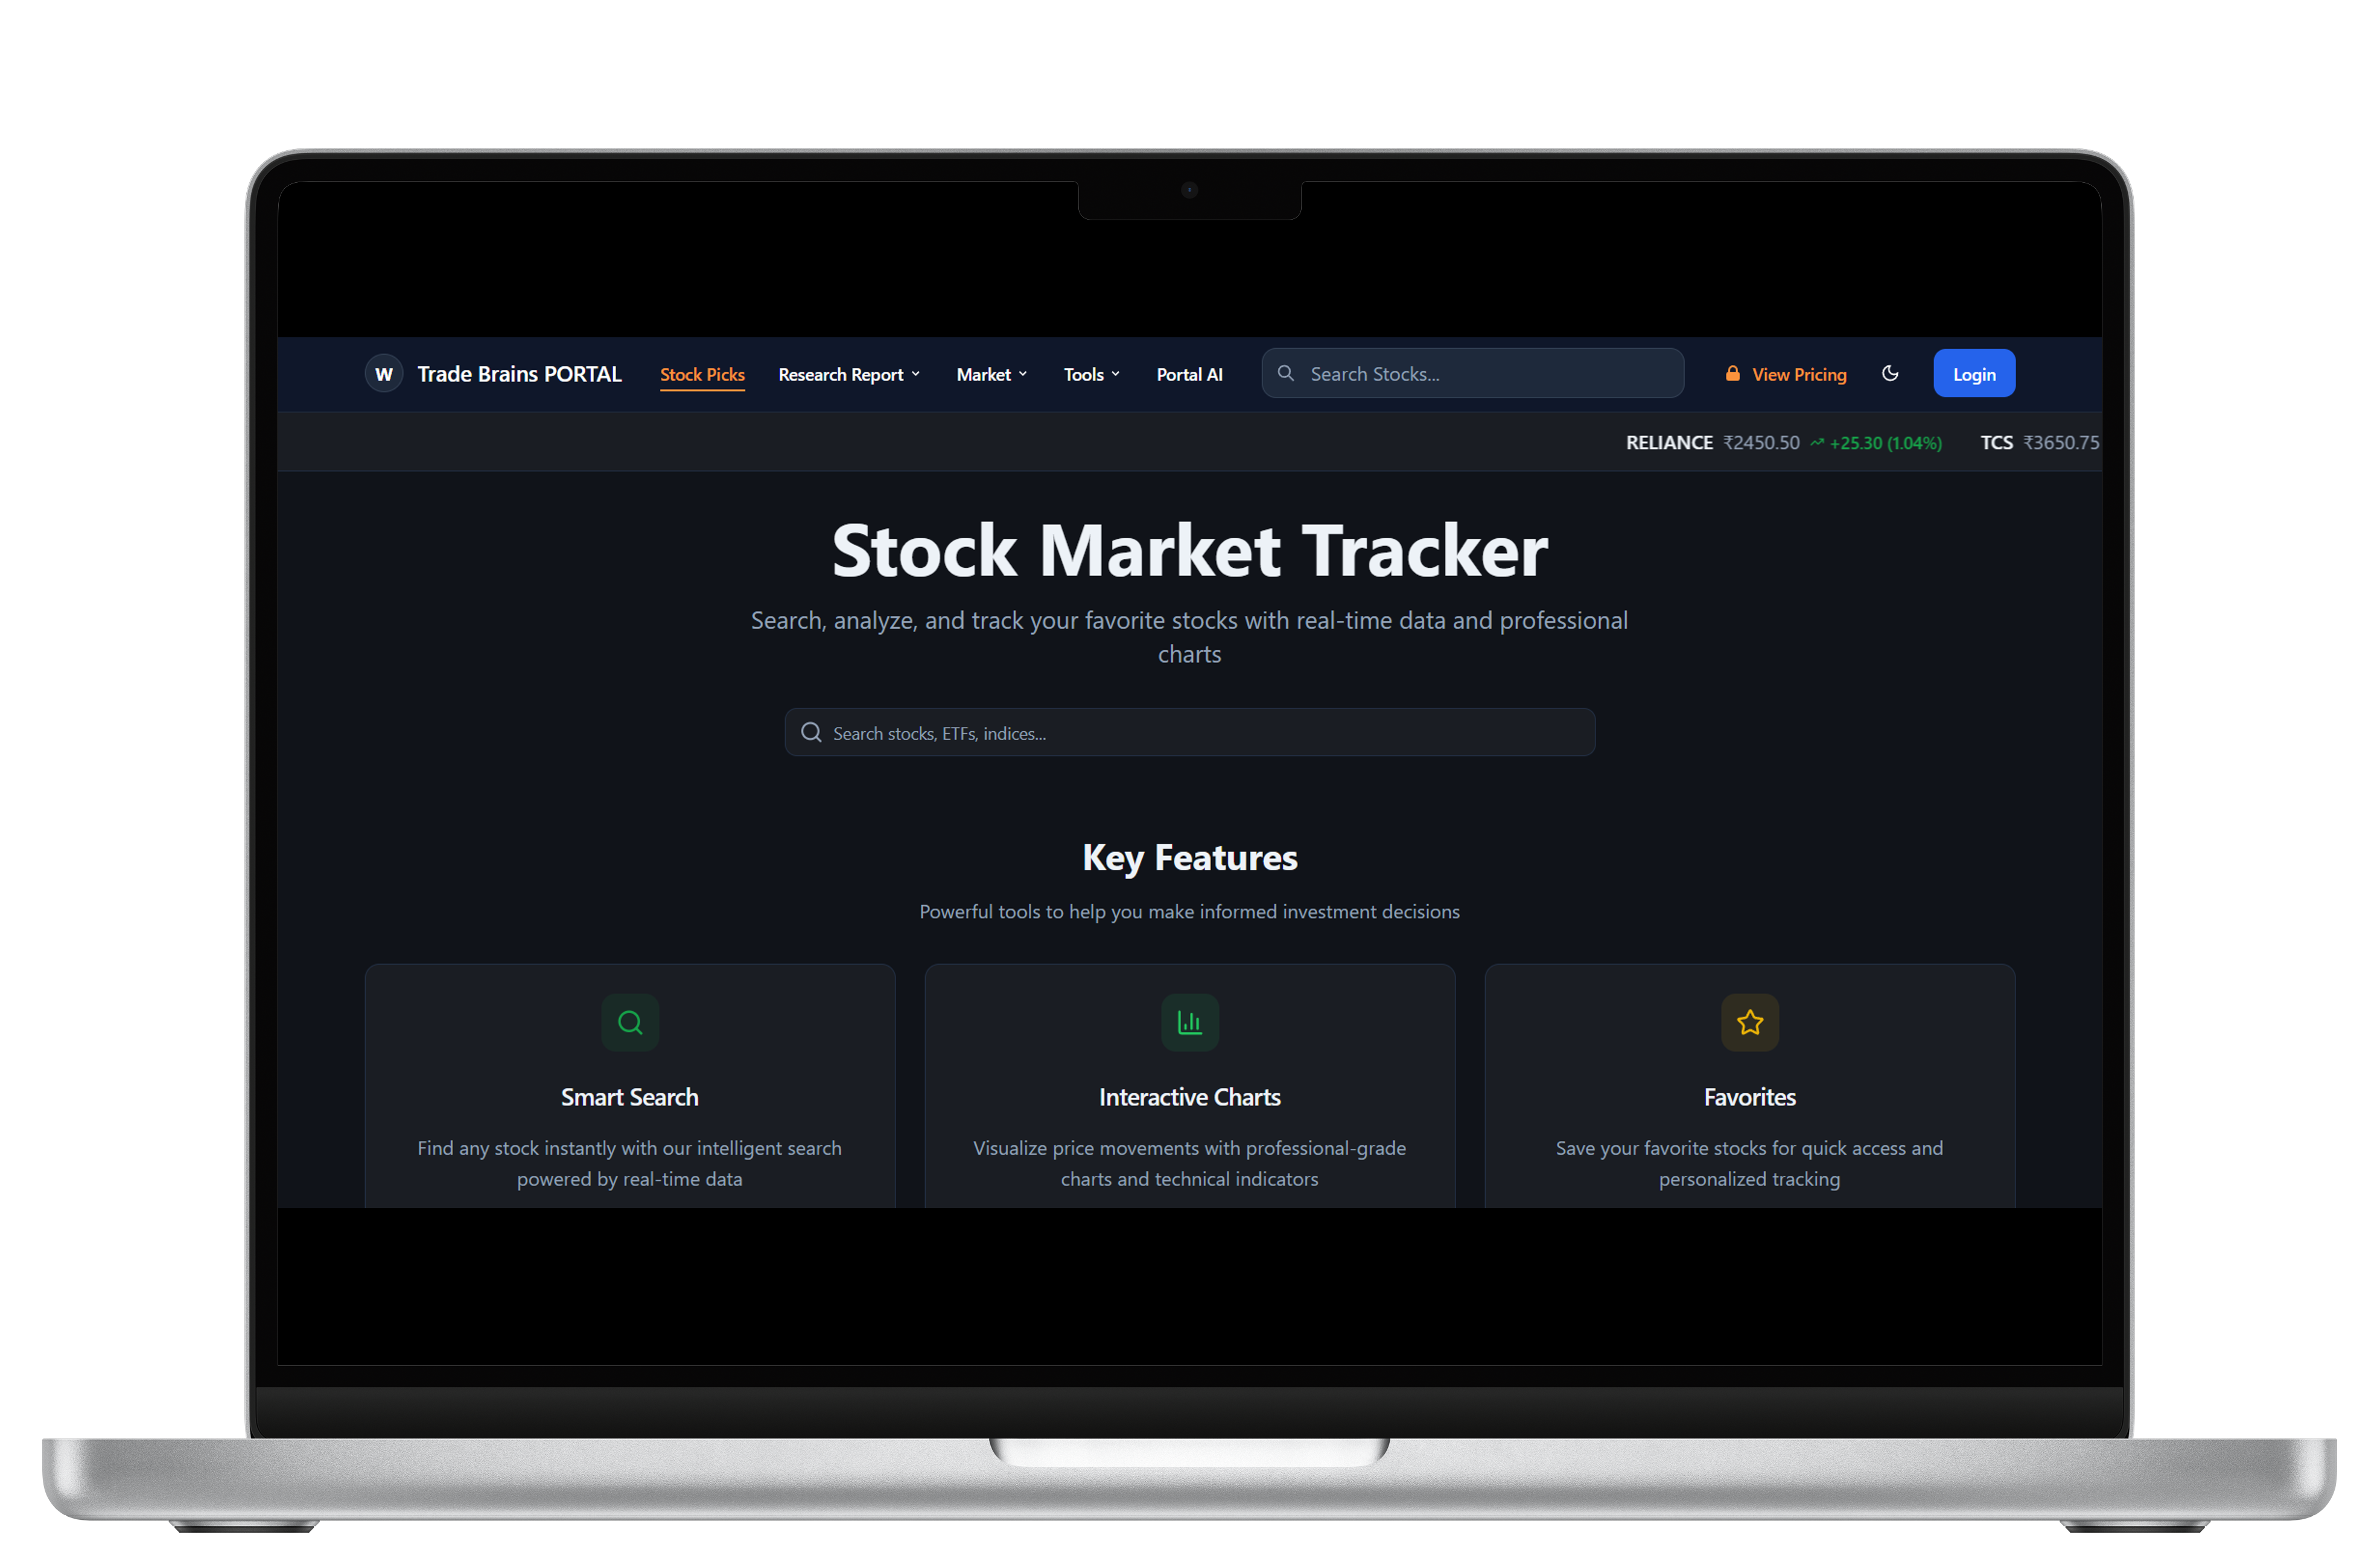 W Trade Brains PORTAL Stock Picks Research Report Market Tools Portal AI Search Stocks... View Pricing Login
RELIANCE ₹2450.50 +25.30 (1.04%) TCS ₹3650.75
Stock Market Tracker
Search, analyze, and track your favorite stocks with real-time data and professional
charts
Search stocks, ETFs, indices...
Key Features
Powerful tools to help you make informed investment decisions
Smart Search
Find any stock instantly with our intelligent search
powered by real-time data
Interactive Charts
Visualize price movements with professional-grade
charts and technical indicators
Favorites
Save your favorite stocks for quick access and
personalized tracking